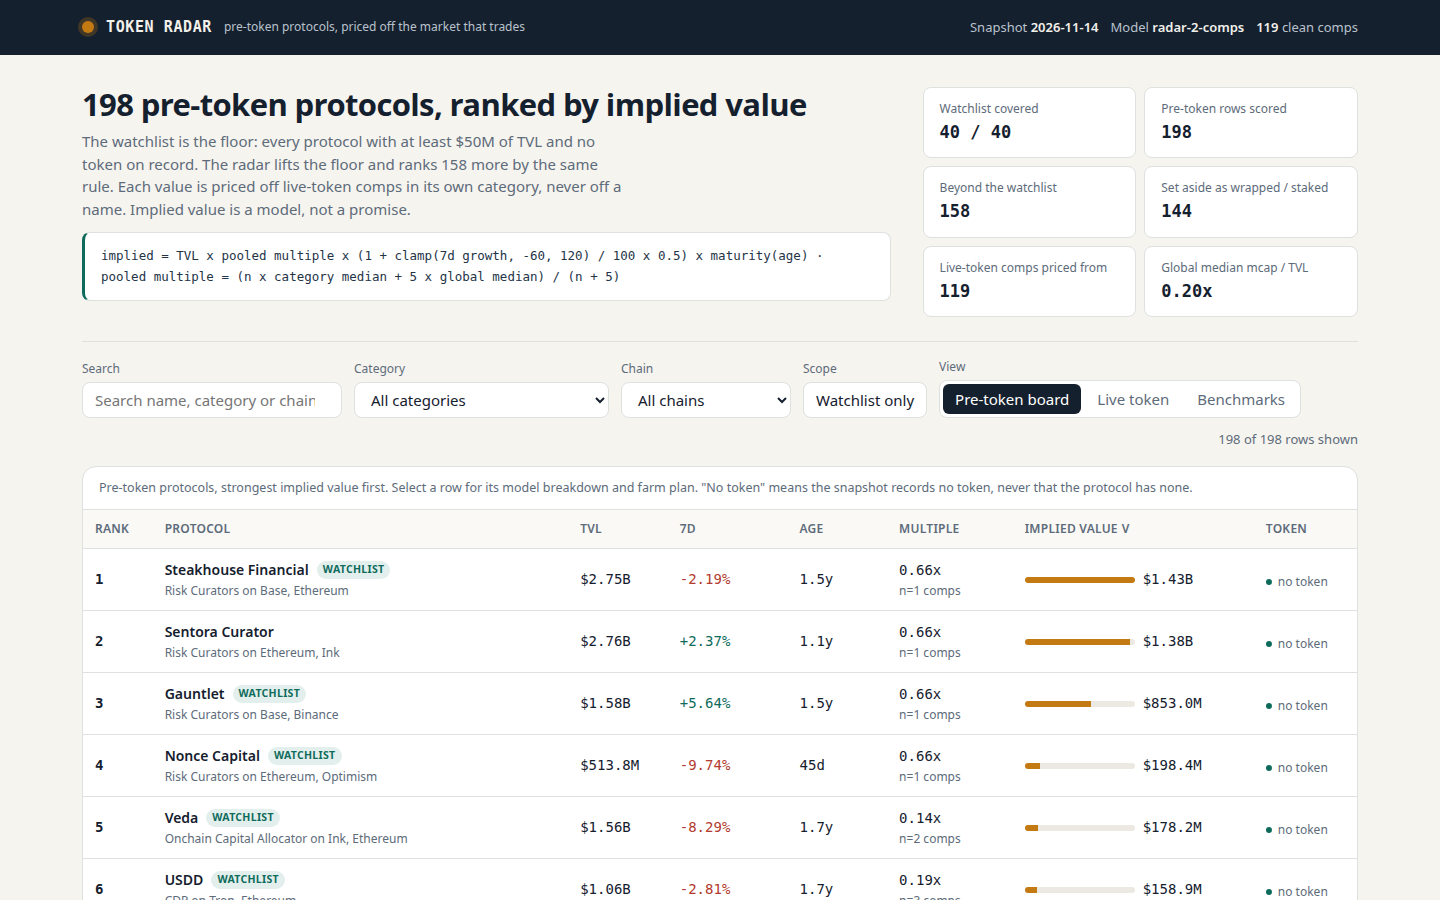 TOKEN RADAR pre-token protocols, priced off the market that trades
Snapshot 2026-11-14 Model radar-2-comps 119 clean comps
198 pre-token protocols, ranked by implied value
The watchlist is the floor: every protocol with at least $50M of TVL and no
token on record. The radar lifts the floor and ranks 158 more by the same
rule. Each value is priced off live-token comps in its own category, never off a
name. Implied value is a model, not a promise.
implied = TVL x pooled multiple x (1 + clamp(7d growth, -60, 120) / 100 x 0.5) x maturity(age) ·
pooled multiple = (n x category median + 5 x global median) / (n + 5)
Watchlist covered
40 / 40
Pre-token rows scored
198
Beyond the watchlist
158
Set aside as wrapped / staked
144
Live-token comps priced from
119
Global median mcap / TVL
0.20x
Search
Search name, category or chain
Category
All categories
Chain
All chains
Scope
Watchlist only
View
Pre-token board Live token Benchmarks
198 of 198 rows shown
Pre-token protocols, strongest implied value first. Select a row for its model breakdown and farm plan. "No token" means the snapshot records no token, never that the protocol has none.
RANK PROTOCOL TVL 7D AGE MULTIPLE IMPLIED VALUE V TOKEN
1 Steakhouse Financial WATCHLIST $2.75B -2.19% 1.5y 0.66x $1.43B no token
Risk Curators on Base, Ethereum n=1 comps
2 Sentora Curator $2.76B +2.37% 1.1y 0.66x $1.38B no token
Risk Curators on Ethereum, Ink n=1 comps
3 Gauntlet WATCHLIST $1.58B +5.64% 1.5y 0.66x $853.0M no token
Risk Curators on Base, Binance n=1 comps
4 Nonce Capital WATCHLIST $513.8M -9.74% 45d 0.66x $198.4M no token
Risk Curators on Ethereum, Optimism n=1 comps
5 Veda WATCHLIST $1.56B -8.29% 1.7y 0.14x $178.2M no token
Onchain Capital Allocator on Ink, Ethereum n=2 comps
6 USDD WATCHLIST $1.06B -2.81% 1.7y 0.19x $158.9M no token
CDP on Tron, Ethereum